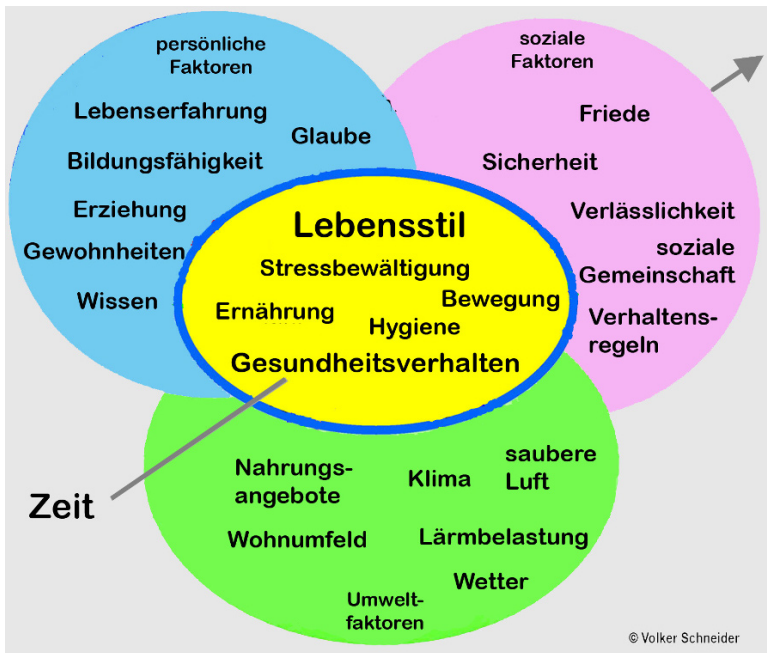 persönliche
Faktoren
Lebenserfahrung
Glaube
Bildungsfähigkeit
Erziehung
Gewohnheiten
Wissen
soziale
Faktoren
Friede
Sicherheit
Verlässlichkeit
soziale
Gemeinschaft
Verhaltens-
regeln
Lebensstil
Stressbewältigung
Bewegung
Ernährung
Hygiene
Gesundheitsverhalten
Zeit
Nahrungs-
angebote
Klima
saubere
Luft
Wohnumfeld
Lärmbelastung
Wetter
Umwelt-
faktoren
© Volker Schneider